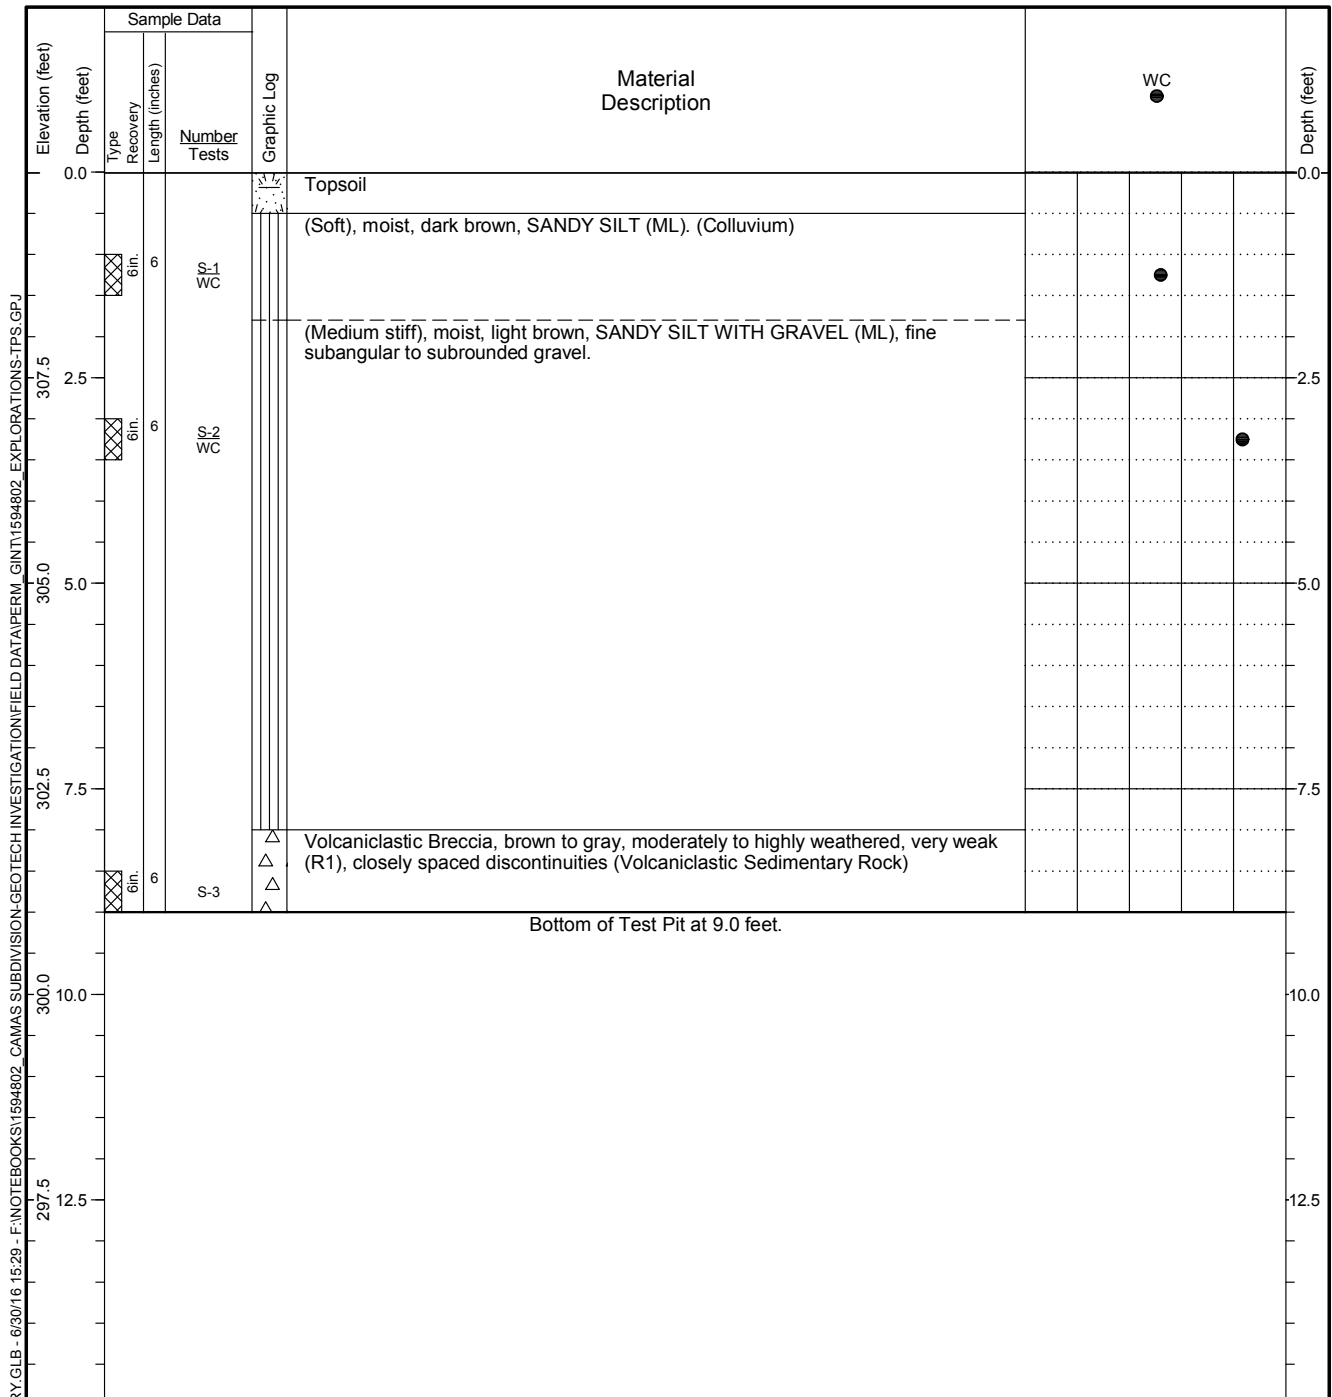 Sample Data
Elevation (feet)
Depth (feet)
Type
Recovery
Length (inches)
Number
Tests
Graphic Log
Material
Description
WC
Depth (feet)
0.0
Topsoil
0.0
(Soft), moist, dark brown, SANDY SILT (ML). (Colluvium)
6in.
6
S-1
WC
(Medium stiff), moist, light brown, SANDY SILT WITH GRAVEL (ML), fine
subangular to subrounded gravel.
307.5
2.5
2.5
6in.
6
S-2
WC
305.0
5.0
5.0
302.5
7.5
7.5
Volcaniclastic Breccia, brown to gray, moderately to highly weathered, very weak
(R1), closely spaced discontinuities (Volcaniclastic Sedimentary Rock)
6in.
6
S-3
Bottom of Test Pit at 9.0 feet.
300.0
10.0
10.0
297.5
12.5
12.5
RY.GLB - 6/30/16 15:29 - F:\NOTEBOOKS\1594802_CAMAS SUBDIVISION-GEOTECH INVESTIGATION\FIELD DATA\PERM_GINT\1594802_EXPLORATIONS-TPS.GPJ